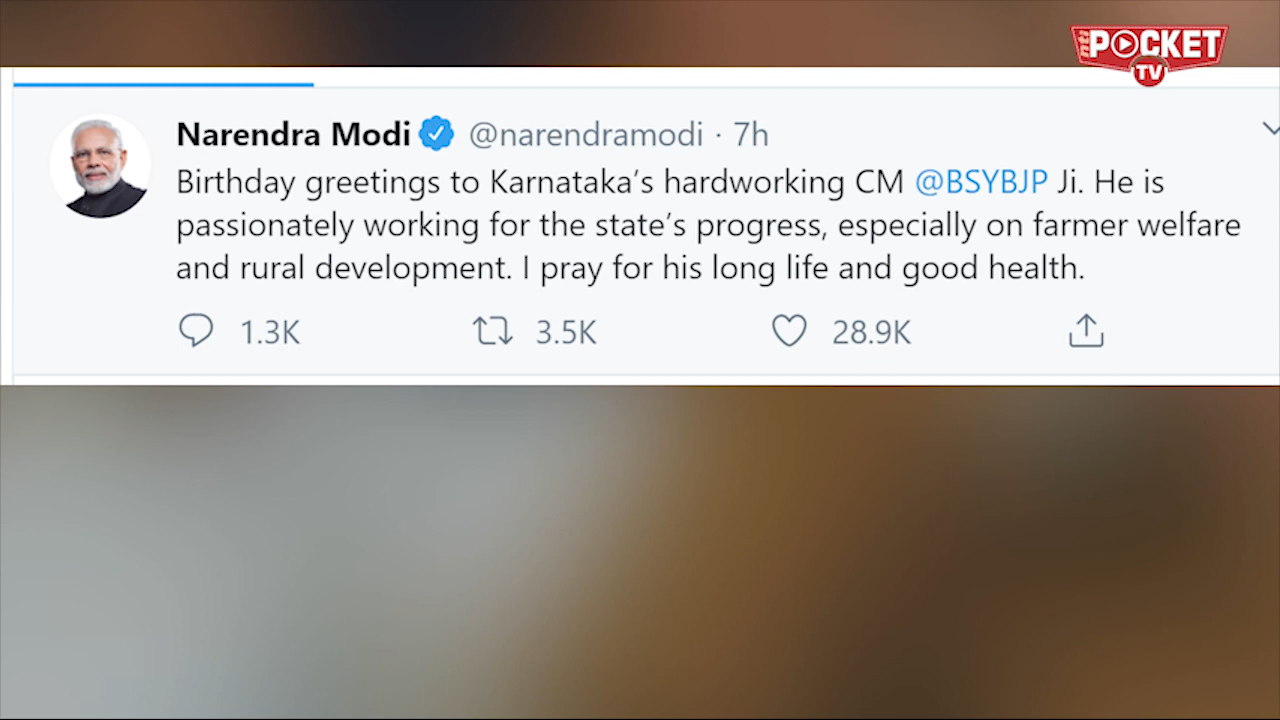 ntv
POCKET
TV
Narendra Modi @narendramodi · 7h
Birthday greetings to Karnataka's hardworking CM @BSYBJP Ji. He is
passionately working for the state's progress, especially on farmer welfare
and rural development. I pray for his long life and good health.
1.3K 3.5K 28.9K